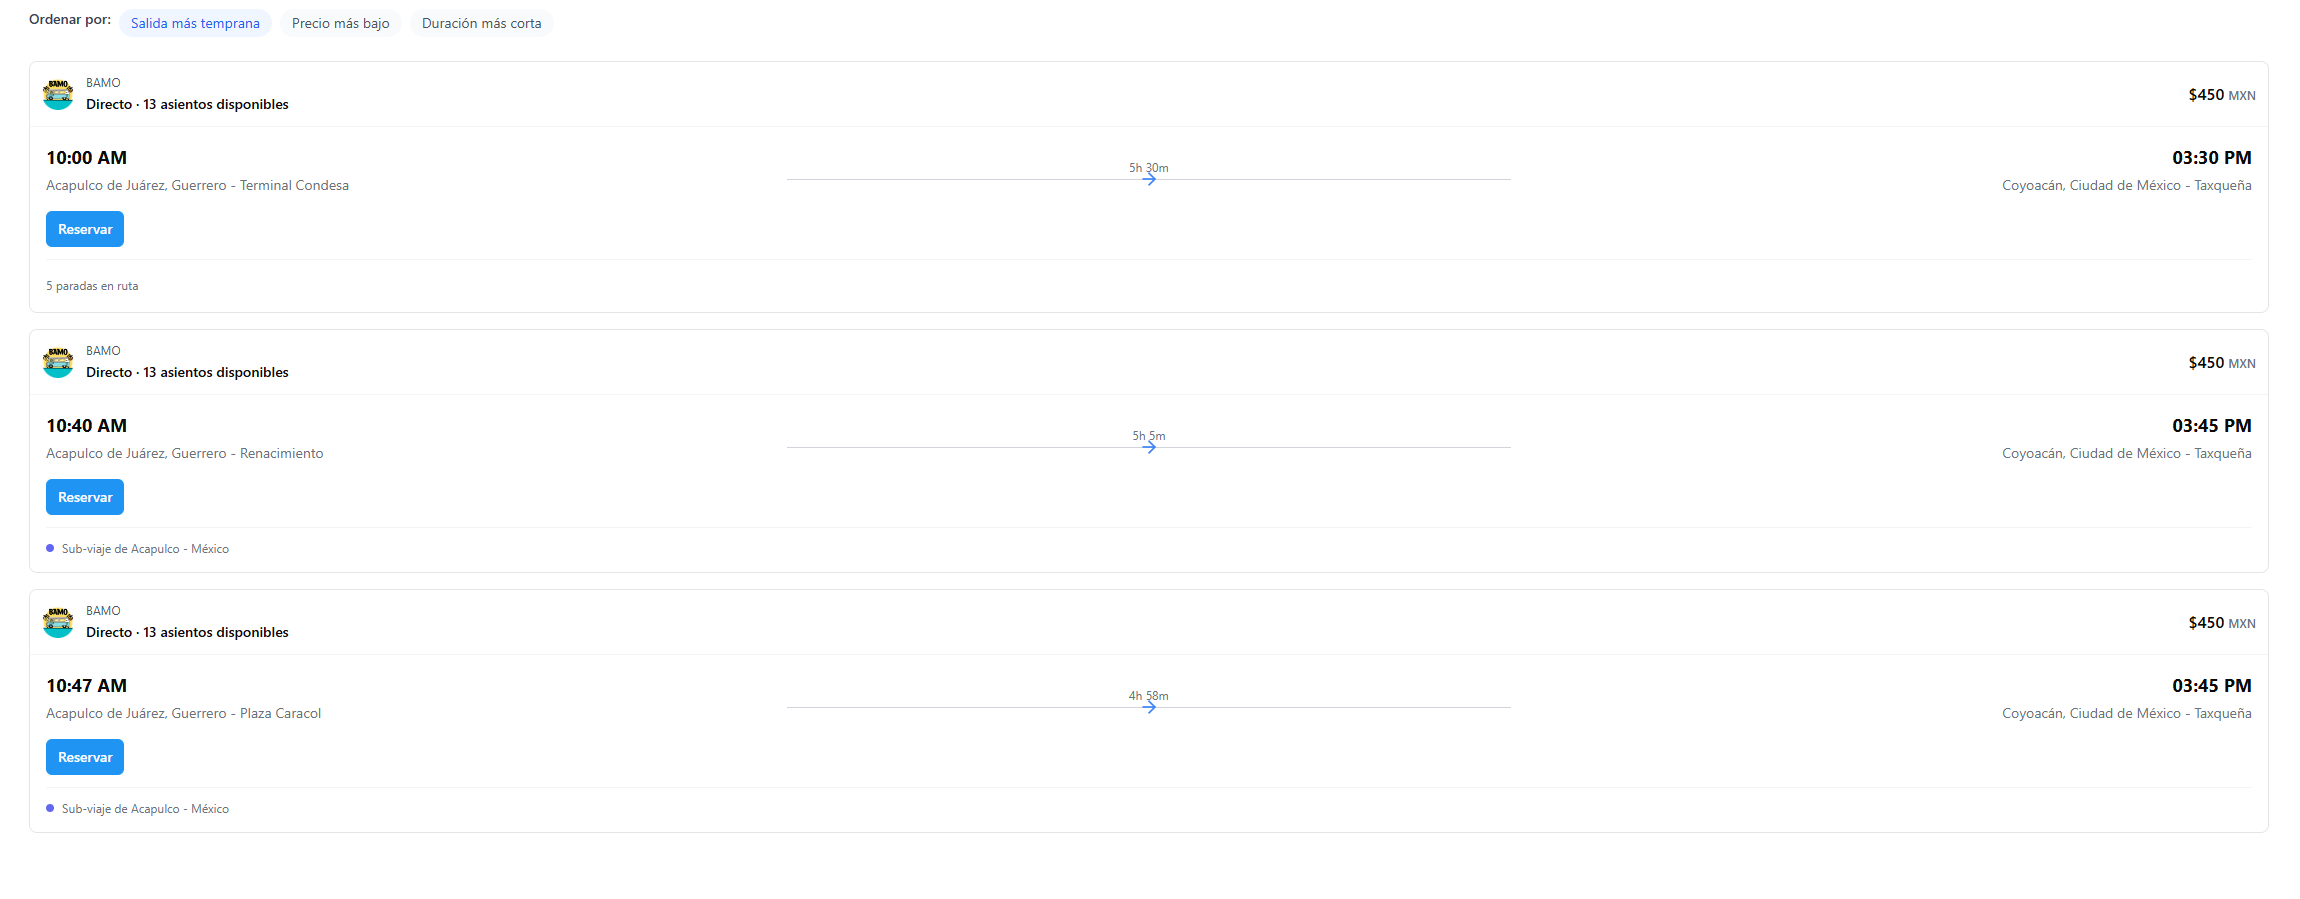 Ordenar por: Salida más temprana Precio más bajo Duración más corta
BAMO
BAMO
Directo · 13 asientos disponibles
$450 MXN
10:00 AM
5h 30m
03:30 PM
Acapulco de Juárez, Guerrero - Terminal Condesa
Coyoacán, Ciudad de México - Taxqueña
Reservar
5 paradas en ruta
BAMO
BAMO
Directo · 13 asientos disponibles
$450 MXN
10:40 AM
5h 5m
03:45 PM
Acapulco de Juárez, Guerrero - Renacimiento
Coyoacán, Ciudad de México - Taxqueña
Reservar
Sub-viaje de Acapulco - México
BAMO
BAMO
Directo · 13 asientos disponibles
$450 MXN
10:47 AM
4h 58m
03:45 PM
Acapulco de Juárez, Guerrero - Plaza Caracol
Coyoacán, Ciudad de México - Taxqueña
Reservar
Sub-viaje de Acapulco - México